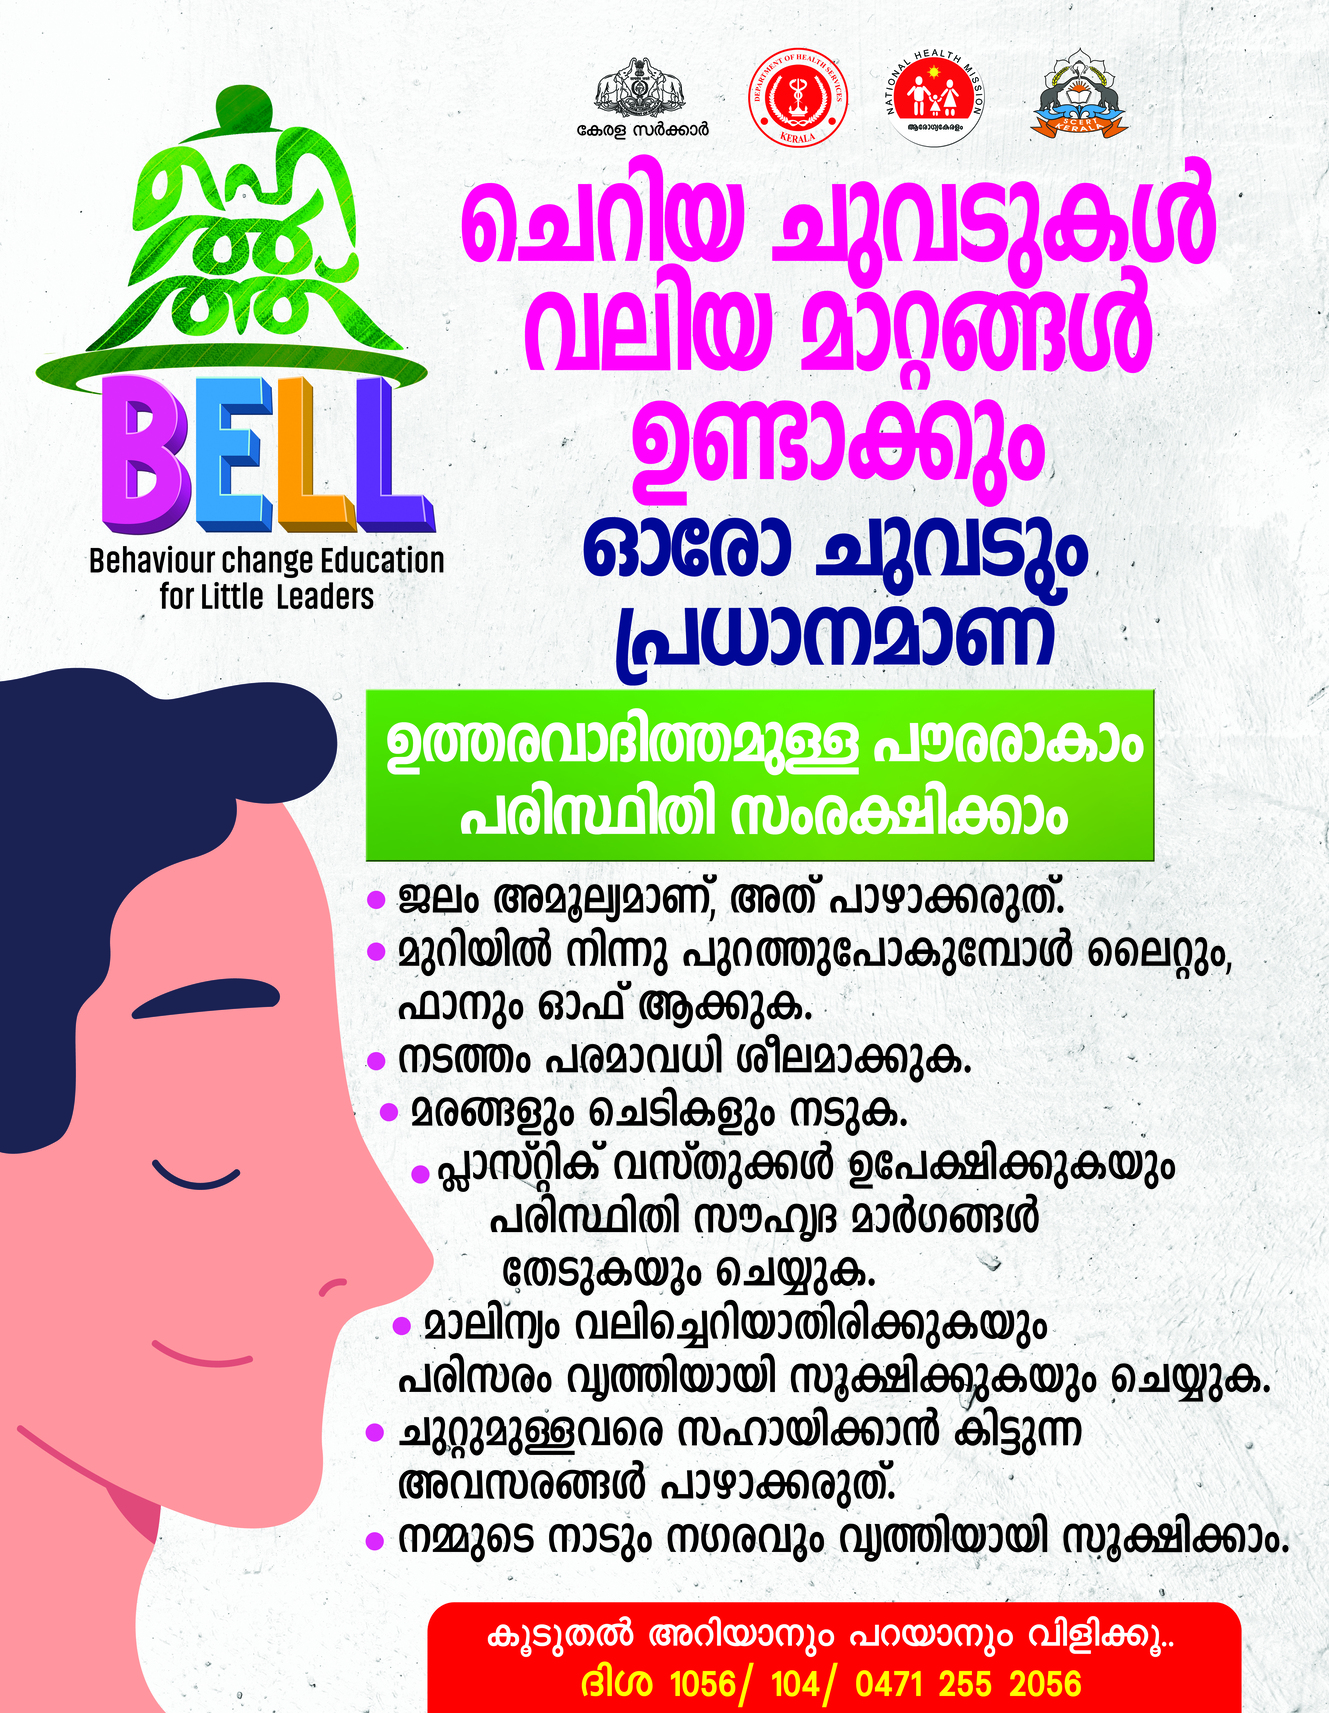 കേരള സർക്കാർ
DEPARTMENT OF HEALTH SERVICES
KERALA
NATIONAL HEALTH MISSION
ആരോഗ്യകേരളം
SCERT
KERALA
ഹെൽത്ത്
BELL
Behaviour change Education
for Little Leaders
ചെറിയ ചുവടുകൾ
വലിയ മാറ്റങ്ങൾ
ഉണ്ടാക്കും
ഓരോ ചുവടും
പ്രധാനമാണ്
ഉത്തരവാദിത്തമുള്ള പൗരരാകാം
പരിസ്ഥിതി സംരക്ഷിക്കാം
• ജലം അമൂല്യമാണ്, അത് പാഴാക്കരുത്.
• മുറിയിൽ നിന്നു പുറത്തുപോകുമ്പോൾ ലൈറ്റും,
ഫാനും ഓഫ് ആക്കുക.
• നടത്തം പരമാവധി ശീലമാക്കുക.
• മരങ്ങളും ചെടികളും നടുക.
• പ്ലാസ്റ്റിക് വസ്തുക്കൾ ഉപേക്ഷിക്കുകയും
പരിസ്ഥിതി സൗഹൃദ മാർഗങ്ങൾ
തേടുകയും ചെയ്യുക.
• മാലിന്യം വലിച്ചെറിയാതിരിക്കുകയും
പരിസരം വൃത്തിയായി സൂക്ഷിക്കുകയും ചെയ്യുക.
• ചുറ്റുമുള്ളവരെ സഹായിക്കാൻ കിട്ടുന്ന
അവസരങ്ങൾ പാഴാക്കരുത്.
• നമ്മുടെ നാടും നഗരവും വൃത്തിയായി സൂക്ഷിക്കാം.
കൂടുതൽ അറിയാനും പറയാനും വിളിക്കൂ..
ദിശ 1056/ 104/ 0471 255 2056